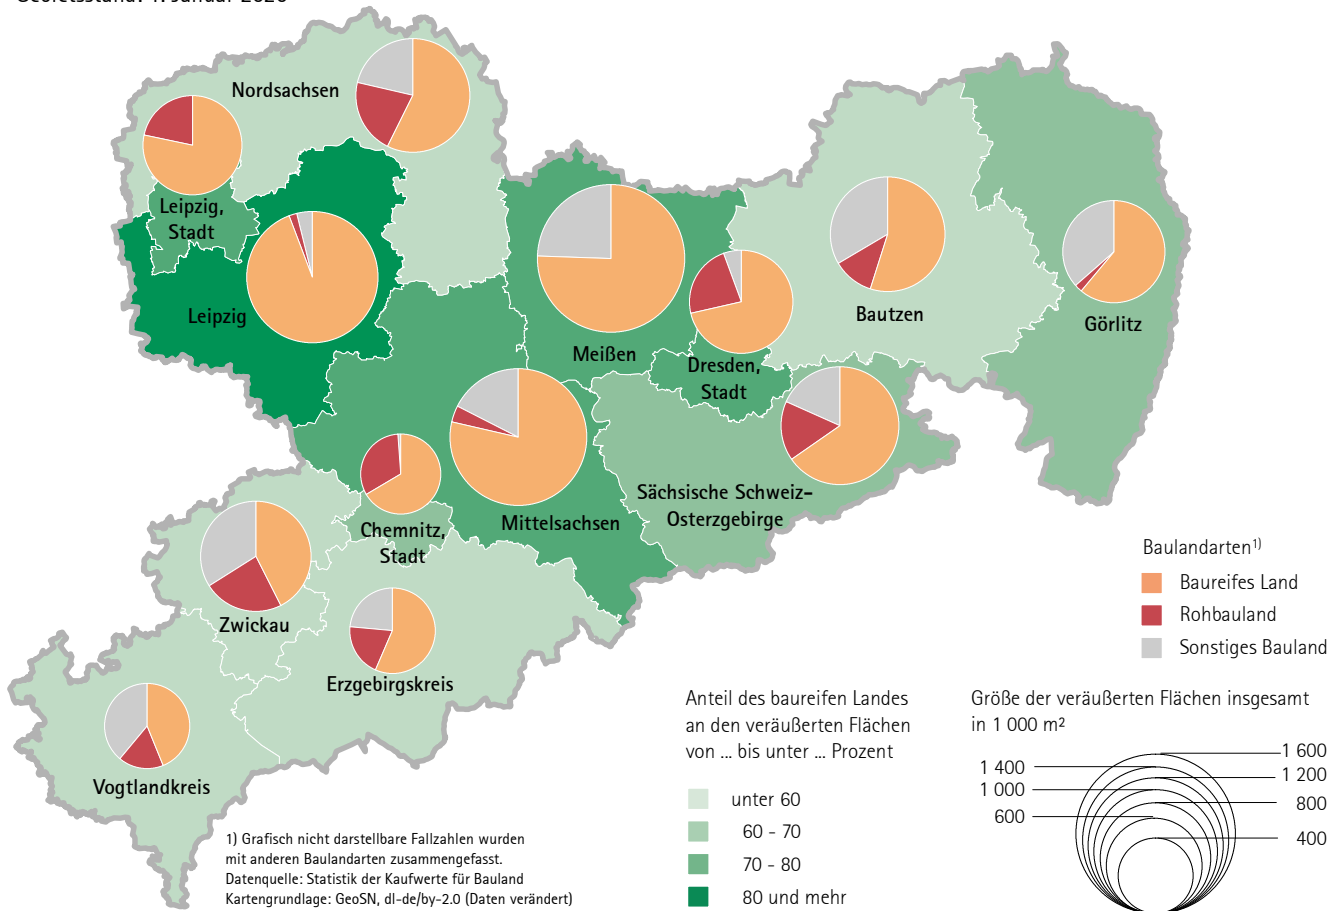 Gebietsstand: 1. Januar 2020
Nordsachsen
Leipzig,
Stadt
Leipzig
Meißen
Dresden,
Stadt
Bautzen
Görlitz
Sächsische Schweiz-
Osterzgebirge
Mittelsachsen
Chemnitz,
Stadt
Zwickau
Erzgebirgskreis
Vogtlandkreis
Baulandarten1)
Baureifes Land
Rohbauland
Sonstiges Bauland
Anteil des baureifen Landes
an den veräußerten Flächen
von ... bis unter ... Prozent
unter 60
60 - 70
70 - 80
80 und mehr
Größe der veräußerten Flächen insgesamt
in 1 000 m²
1 600
1 400
1 200
1 000
800
600
400
1) Grafisch nicht darstellbare Fallzahlen wurden
mit anderen Baulandarten zusammengefasst.
Datenquelle: Statistik der Kaufwerte für Bauland
Kartengrundlage: GeoSN, dl-de/by-2.0 (Daten verändert)